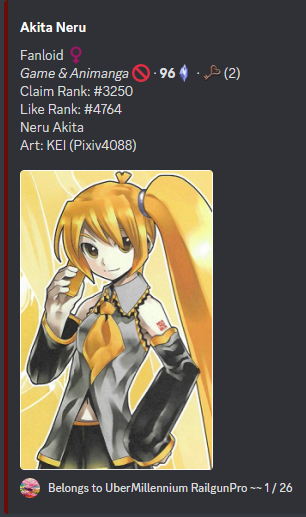 Akita Neru
Fanloid
Game & Animanga · 96 · (2)
Claim Rank: #3250
Like Rank: #4764
Neru Akita
Art: KEI (Pixiv4088)
Belongs to UberMillennium RailgunPro ~~ 1 / 26